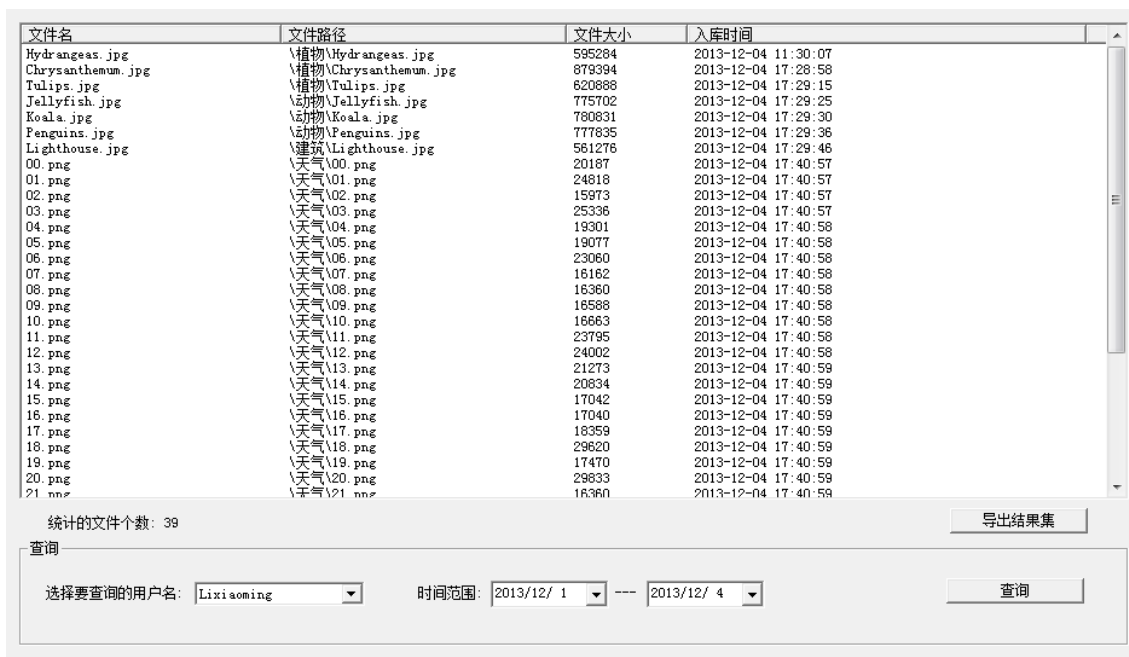 文件名 文件路径 文件大小 入库时间
Hydrangeas.jpg \植物\Hydrangeas.jpg 595284 2013-12-04 11:30:07
Chrysanthemum.jpg \植物\Chrysanthemum.jpg 879394 2013-12-04 17:28:58
Tulips.jpg \植物\Tulips.jpg 620888 2013-12-04 17:29:15
Jellyfish.jpg \动物\Jellyfish.jpg 775702 2013-12-04 17:29:25
Koala.jpg \动物\Koala.jpg 780831 2013-12-04 17:29:30
Penguins.jpg \动物\Penguins.jpg 777835 2013-12-04 17:29:36
Lighthouse.jpg \建筑\Lighthouse.jpg 561276 2013-12-04 17:29:46
00.png \天气\00.png 20187 2013-12-04 17:40:57
01.png \天气\01.png 24818 2013-12-04 17:40:57
02.png \天气\02.png 15973 2013-12-04 17:40:57
03.png \天气\03.png 25336 2013-12-04 17:40:57
04.png \天气\04.png 19301 2013-12-04 17:40:58
05.png \天气\05.png 19077 2013-12-04 17:40:58
06.png \天气\06.png 23060 2013-12-04 17:40:58
07.png \天气\07.png 16162 2013-12-04 17:40:58
08.png \天气\08.png 16360 2013-12-04 17:40:58
09.png \天气\09.png 16588 2013-12-04 17:40:58
10.png \天气\10.png 16663 2013-12-04 17:40:58
11.png \天气\11.png 23795 2013-12-04 17:40:58
12.png \天气\12.png 24002 2013-12-04 17:40:58
13.png \天气\13.png 21273 2013-12-04 17:40:59
14.png \天气\14.png 20834 2013-12-04 17:40:59
15.png \天气\15.png 17042 2013-12-04 17:40:59
16.png \天气\16.png 17040 2013-12-04 17:40:59
17.png \天气\17.png 18359 2013-12-04 17:40:59
18.png \天气\18.png 29620 2013-12-04 17:40:59
19.png \天气\19.png 17470 2013-12-04 17:40:59
20.png \天气\20.png 29833 2013-12-04 17:40:59
21.png \天气\21.png 16360 2013-12-04 17:40:59
统计的文件个数: 39 导出结果集
查询
选择要查询的用户名: Lixiaoming 时间范围: 2013/12/ 1 --- 2013/12/ 4 查询